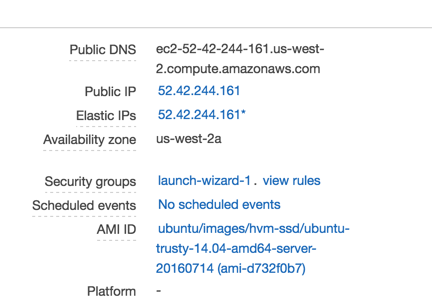 Public DNS ec2-52-42-244-161.us-west-
2.compute.amazonaws.com
Public IP 52.42.244.161
Elastic IPs 52.42.244.161*
Availability zone us-west-2a
Security groups launch-wizard-1. view rules
Scheduled events No scheduled events
AMI ID ubuntu/images/hvm-ssd/ubuntu-
trusty-14.04-amd64-server-
20160714 (ami-d732f0b7)
Platform -